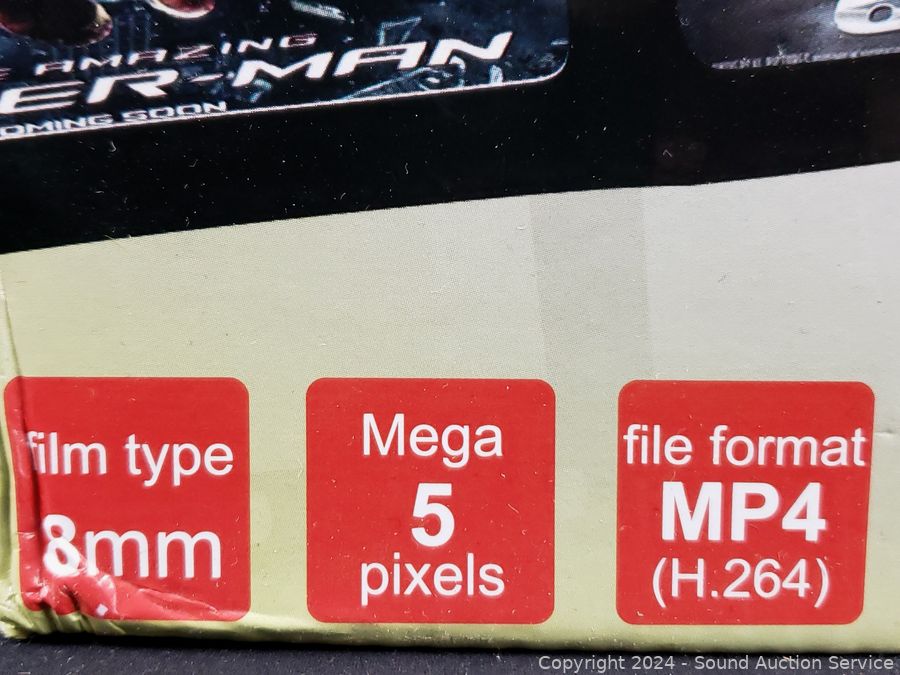 AMAZING
ER-MAN
OMING SOON
6
film type
8mm
Mega
5
pixels
file format
MP4
(H.264)
Copyright 2024 - Sound Auction Service